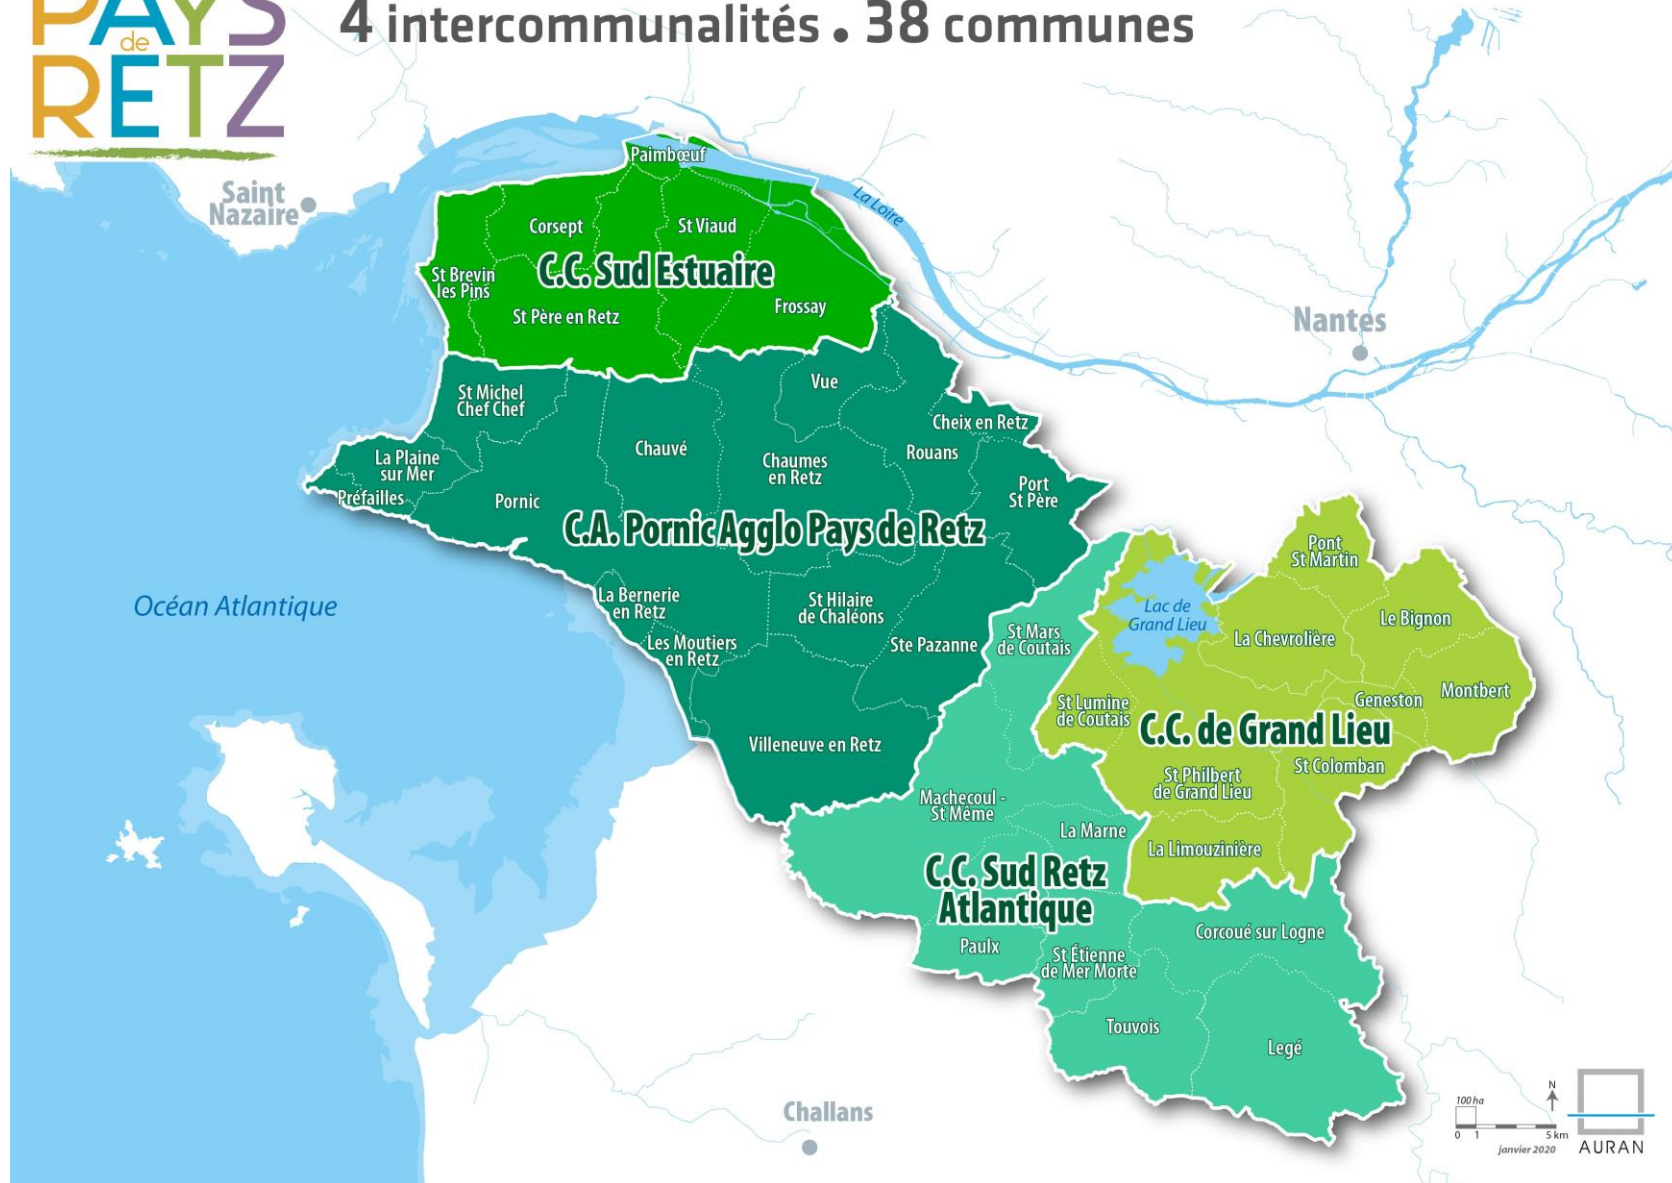 PAYS
de
RETZ
4 intercommunalités . 38 communes
Saint
Nazaire
Paimbœuf
La Loire
Corsept
St Viaud
St Brevin
les Pins
C.C. Sud Estuaire
St Père en Retz
Frossay
Nantes
St Michel
Chef Chef
Vue
Cheix en Retz
La Plaine
sur Mer
Chauvé
Chaumes
en Retz
Rouans
Préfailles
Pornic
Port
St Père
C.A. Pornic Agglo Pays de Retz
Pont
St Martin
Océan Atlantique
La Bernerie
en Retz
St Hilaire
de Chaléons
Lac de
Grand Lieu
Le Bignon
Les Moutiers
en Retz
Ste Pazanne
St Mars
de Coutais
La Chevrolière
St Lumine
de Coutais
Geneston
Montbert
C.C. de Grand Lieu
Villeneuve en Retz
St Philbert
de Grand Lieu
St Colomban
Machecoul -
St Même
La Marne
La Limouzinière
C.C. Sud Retz
Atlantique
Paulx
St Étienne
de Mer Morte
Corcoué sur Logne
Touvois
Legé
Challans
100 ha
N
0 1 5 km
janvier 2020
AURAN